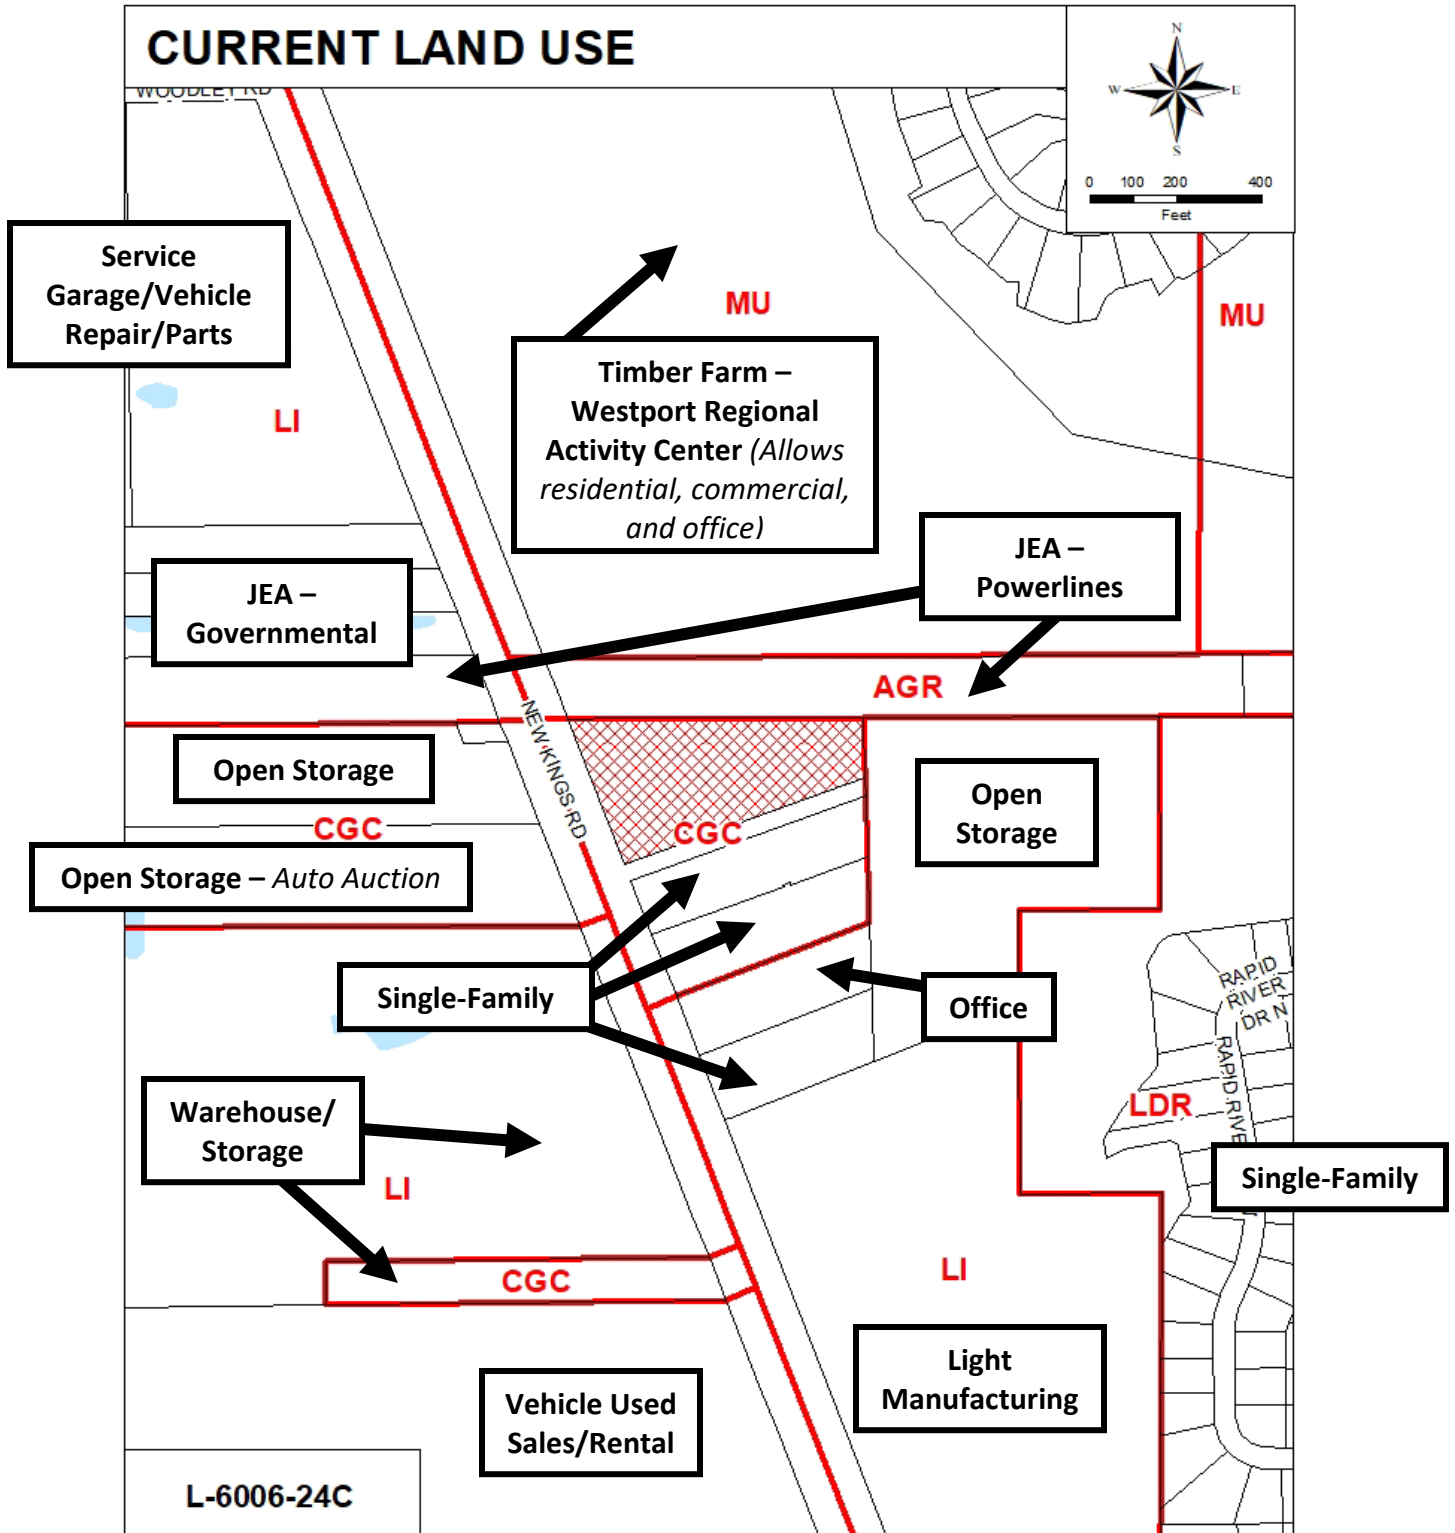 CURRENT LAND USE
N
W
E
S
0 100 200 400
Feet
WOODLEY RD
Service
Garage/Vehicle
Repair/Parts
MU
MU
Timber Farm –
Westport Regional
Activity Center (Allows
residential, commercial,
and office)
LI
JEA –
Powerlines
JEA –
Governmental
AGR
NEW KINGS RD
Open Storage
Open
Storage
CGC
CGC
Open Storage – Auto Auction
Single-Family
Office
RAPID
RIVER
DR N
RAPID RIVE
LDR
Warehouse/
Storage
Single-Family
LI
CGC
LI
Light
Manufacturing
Vehicle Used
Sales/Rental
L-6006-24C